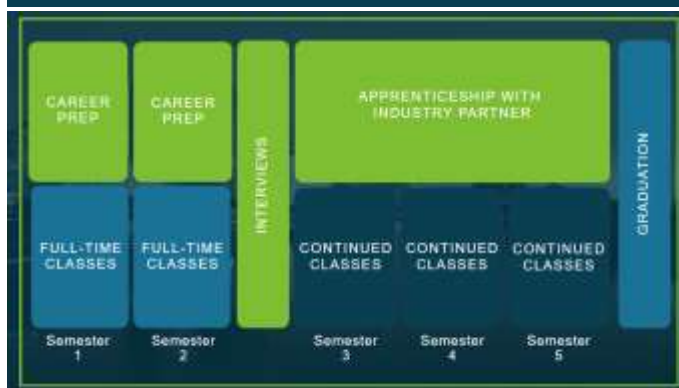 CAREER
PREP
CAREER
PREP
INTERVIEWS
APPRENTICESHIP WITH
INDUSTRY PARTNER
GRADUATION
FULL-TIME
CLASSES
FULL-TIME
CLASSES
CONTINUED
CLASSES
CONTINUED
CLASSES
CONTINUED
CLASSES
Semester
1
Semester
2
Semester
3
Semester
4
Semester
5